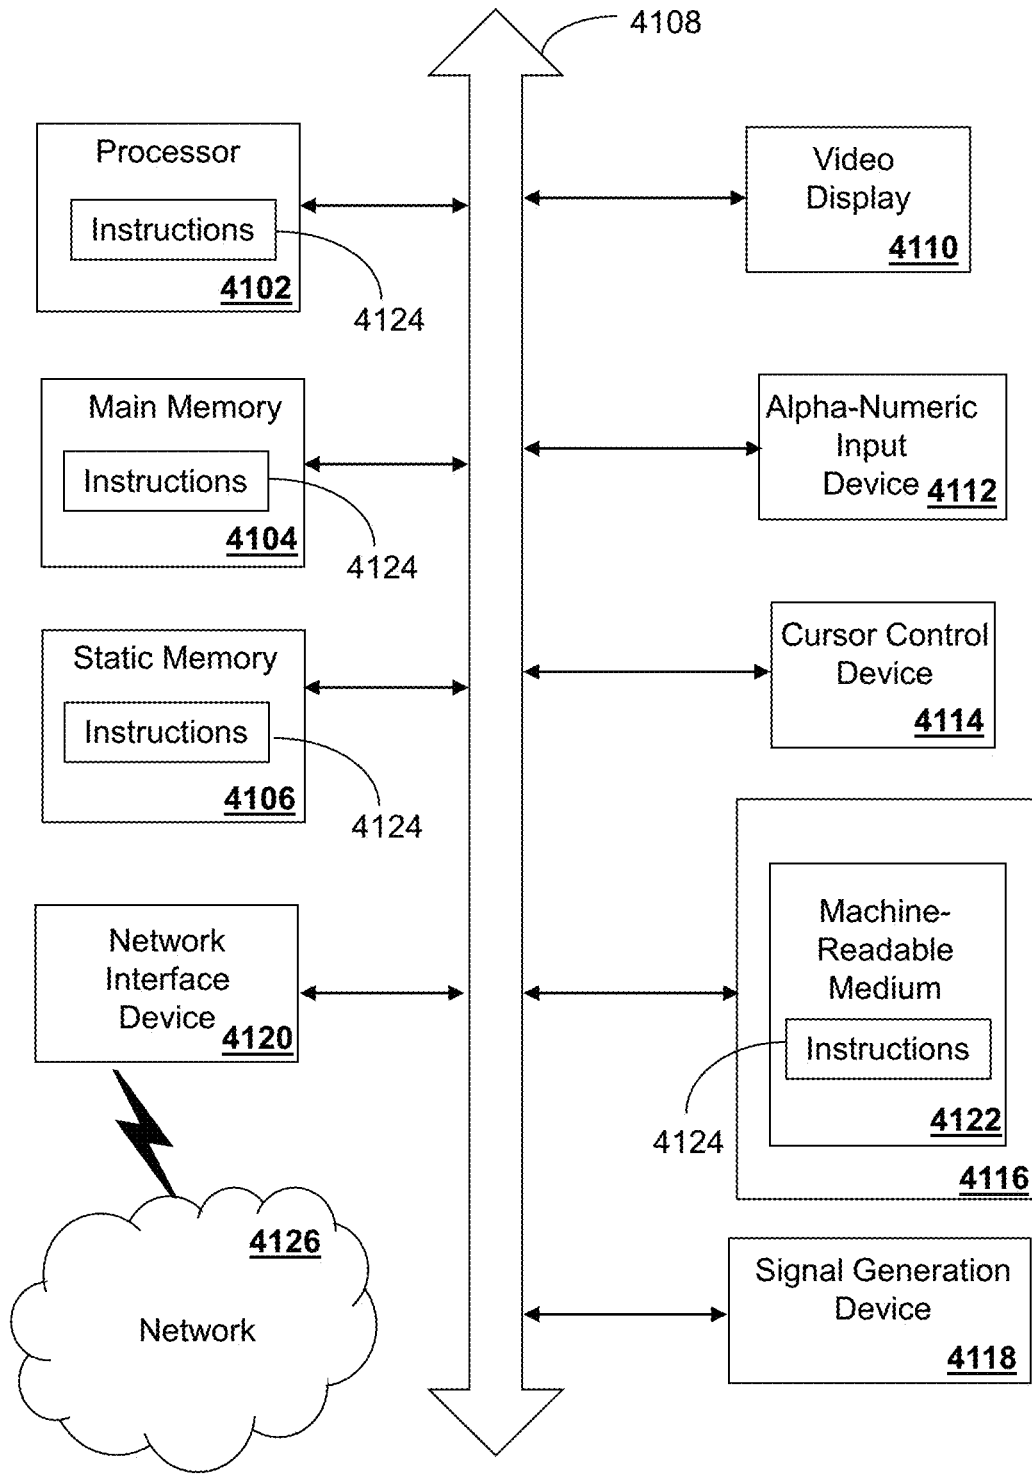 4108
Processor
Instructions
4102
4124
Main Memory
Instructions
4104
4124
Static Memory
Instructions
4106
4124
Network
Interface
Device
4120
4126
Network
Video
Display
4110
Alpha-Numeric
Input
Device 4112
Cursor Control
Device
4114
Machine-
Readable
Medium
Instructions
4122
4124
4116
Signal Generation
Device
4118